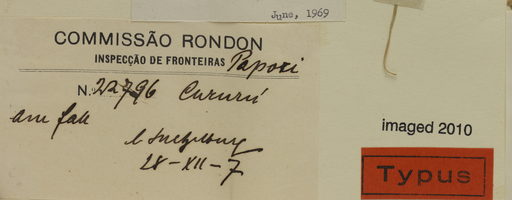 June, 1969
COMMISSÃO RONDON
INSPECÇÃO DE FRONTEIRAS Papori
N. 22796 Cururú
28-XII-7
imaged 2010
Typus